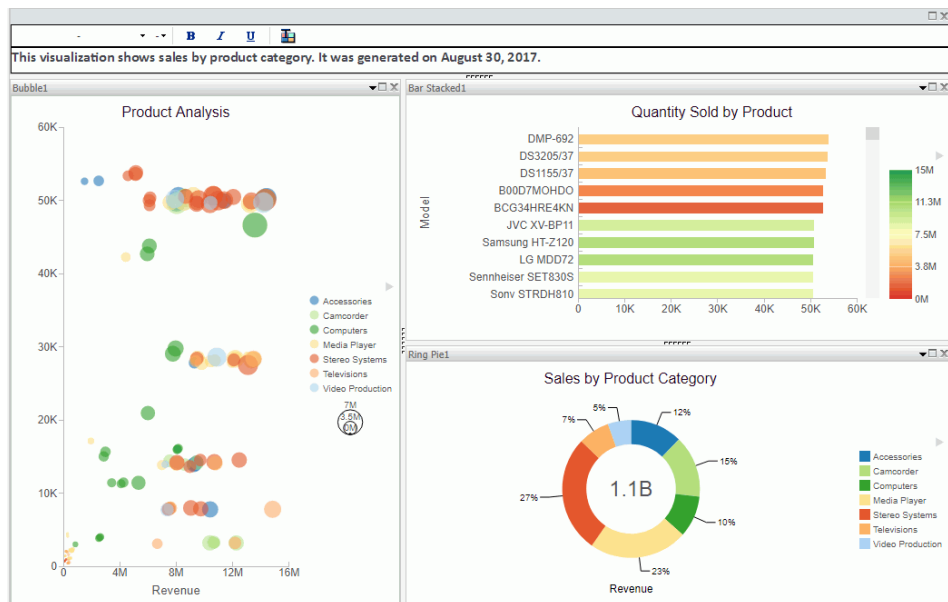 B I U
This visualization shows sales by product category. It was generated on August 30, 2017.
Bubble1
Product Analysis
60K
50K
40K
30K
20K
10K
0
0 4M 8M 12M 16M
Revenue
Accessories
Camcorder
Computers
Media Player
Stereo Systems
Televisions
Video Production
7M
3.5M
0M
Bar Stacked1
Quantity Sold by Product
Model
DMP-692
DS3205/37
DS1155/37
B00D7MOHDO
BCG34HRE4KN
JVC XV-BP11
Samsung HT-Z120
LG MDD72
Sennheiser SET830S
Sony STRDH810
0 10K 20K 30K 40K 50K 60K
15M
11.3M
7.5M
3.8M
0M
Ring Pie1
Sales by Product Category
5%
12%
7%
15%
27%
1.1B
10%
23%
Revenue
Accessories
Camcorder
Computers
Media Player
Stereo Systems
Televisions
Video Production